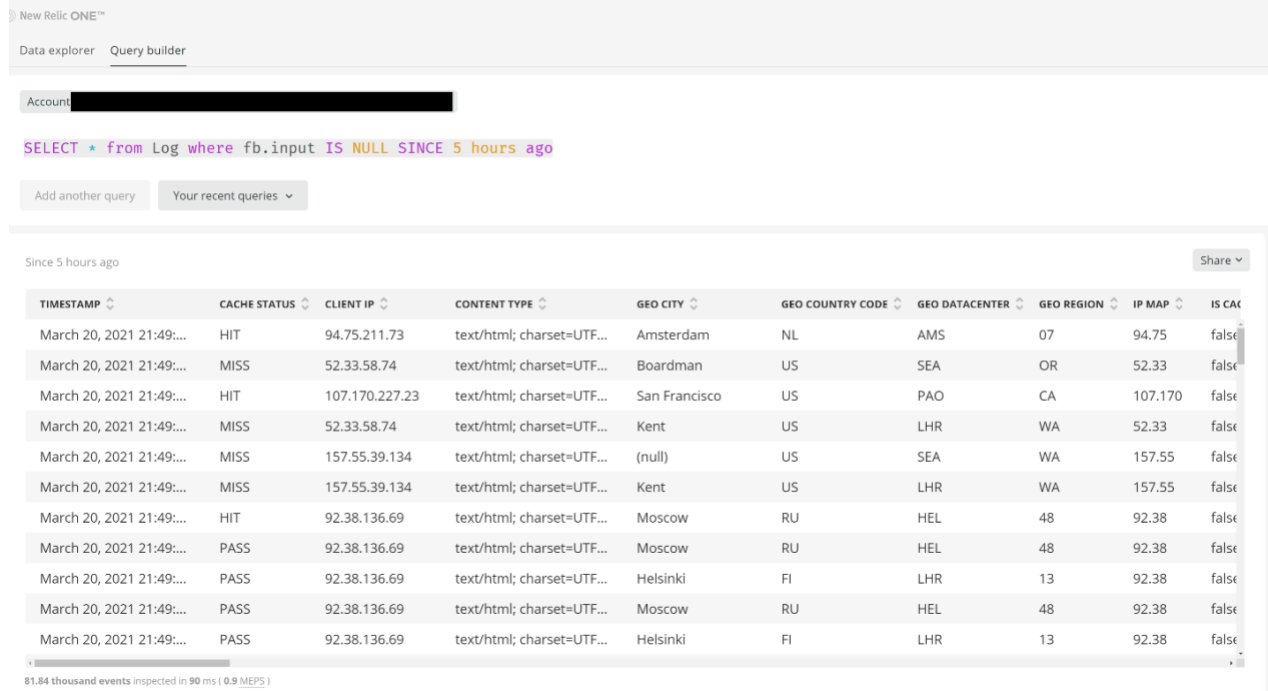 New Relic ONE™
Data explorer Query builder
Account
SELECT * from Log where fb.input IS NULL SINCE 5 hours ago
Add another query Your recent queries
Since 5 hours ago Share
TIMESTAMP CACHE STATUS CLIENT IP CONTENT TYPE GEO CITY GEO COUNTRY CODE GEO DATACENTER GEO REGION IP MAP IS CA
March 20, 2021 21:49:... HIT 94.75.211.73 text/html; charset=UTF... Amsterdam NL AMS 07 94.75 false
March 20, 2021 21:49:... MISS 52.33.58.74 text/html; charset=UTF... Boardman US SEA OR 52.33 false
March 20, 2021 21:49:... HIT 107.170.227.23 text/html; charset=UTF... San Francisco US PAO CA 107.170 false
March 20, 2021 21:49:... MISS 52.33.58.74 text/html; charset=UTF... Kent US LHR WA 52.33 false
March 20, 2021 21:49:... MISS 157.55.39.134 text/html; charset=UTF... (null) US SEA WA 157.55 false
March 20, 2021 21:49:... MISS 157.55.39.134 text/html; charset=UTF... Kent US LHR WA 157.55 false
March 20, 2021 21:49:... HIT 92.38.136.69 text/html; charset=UTF... Moscow RU HEL 48 92.38 false
March 20, 2021 21:49:... PASS 92.38.136.69 text/html; charset=UTF... Moscow RU HEL 48 92.38 false
March 20, 2021 21:49:... PASS 92.38.136.69 text/html; charset=UTF... Helsinki FI LHR 13 92.38 false
March 20, 2021 21:49:... PASS 92.38.136.69 text/html; charset=UTF... Moscow RU HEL 48 92.38 false
March 20, 2021 21:49:... PASS 92.38.136.69 text/html; charset=UTF... Helsinki FI LHR 13 92.38 false
81.84 thousand events inspected in 90 ms ( 0.9 MEPS )